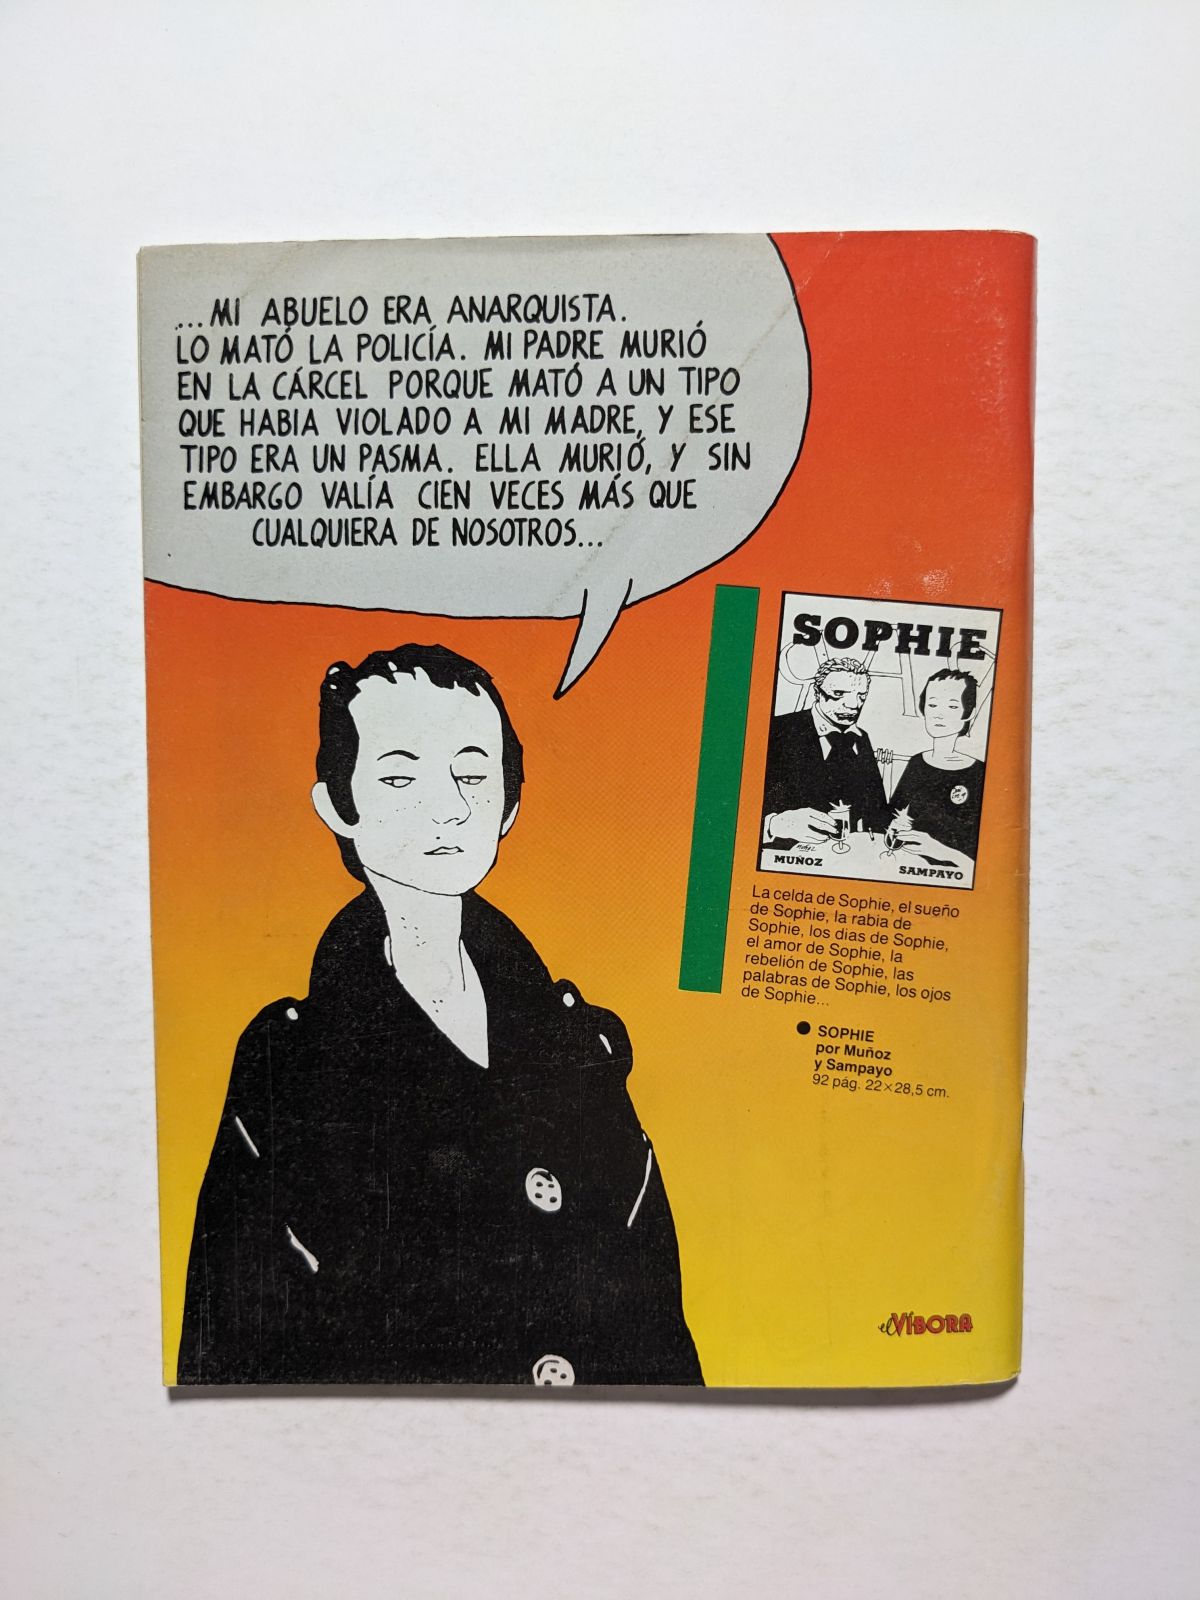 ...MI ABUELO ERA ANARQUISTA.
LO MATÓ LA POLICÍA. MI PADRE MURIÓ
EN LA CÁRCEL PORQUE MATÓ A UN TIPO
QUE HABIA VIOLADO A MI MADRE, Y ESE
TIPO ERA UN PASMA. ELLA MURIÓ, Y SIN
EMBARGO VALÍA CIEN VECES MÁS QUE
CUALQUIERA DE NOSOTROS...
SOPHIE
MUÑOZ
SAMPAYO
La celda de Sophie, el sueño
de Sophie, la rabia de
Sophie, los dias de Sophie,
el amor de Sophie, la
rebelión de Sophie, las
palabras de Sophie, los ojos
de Sophie...
SOPHIE
por Muñoz
y Sampayo
92 pág. 22×28,5 cm.
el VÍBORA